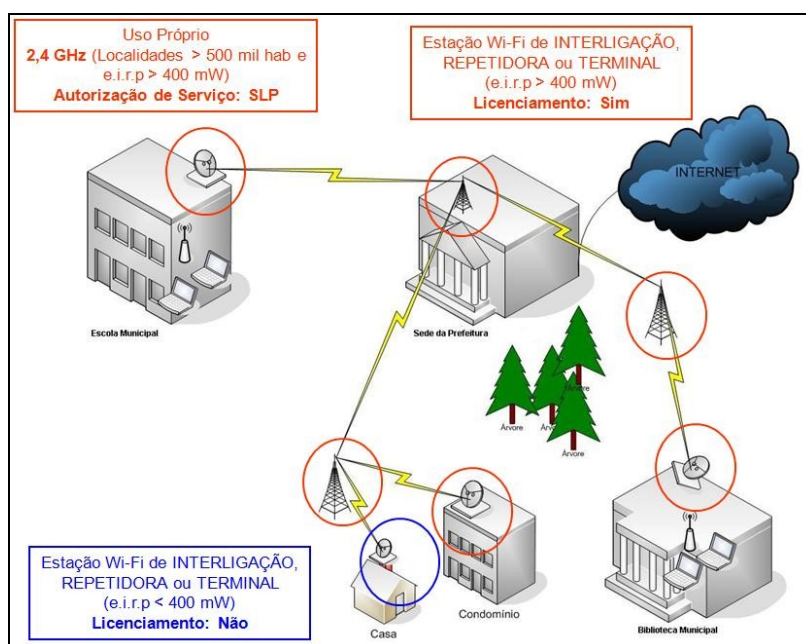 Uso Próprio
2,4 GHz (Localidades > 500 mil hab e
e.i.r.p > 400 mW)
Autorização de Serviço: SLP
Estação Wi-Fi de INTERLIGAÇÃO,
REPETIDORA ou TERMINAL
(e.i.r.p > 400 mW)
Licenciamento: Sim
INTERNET
Escola Municipal
Sede da Prefeitura
Árvore
Árvore
Árvore
Árvore
Estação Wi-Fi de INTERLIGAÇÃO,
REPETIDORA ou TERMINAL
(e.i.r.p < 400 mW)
Licenciamento: Não
Casa
Condomínio
Biblioteca Municipal